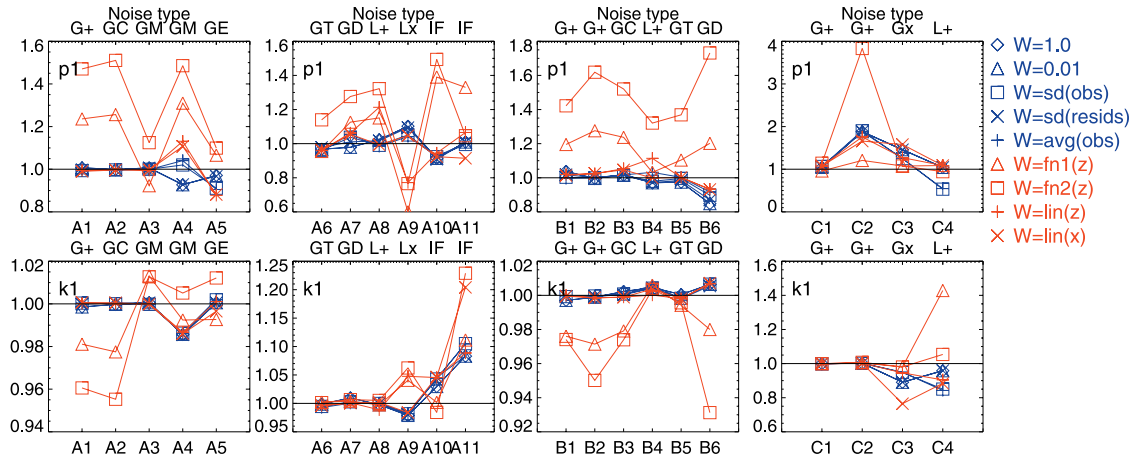 Noise type Noise type Noise type Noise type
G+ GC GM GM GE GT GD L+ Lx IF IF G+ G+ GC L+ GT GD G+ G+ Gx L+
p1 p1 p1 p1
1.6 1.4 1.2 1.0 0.8
1.6 1.4 1.2 1.0 0.8 0.6
1.8 1.6 1.4 1.2 1.0 0.8
4 3 2 1 0
A1 A2 A3 A4 A5 A6 A7 A8 A9 A10 A11 B1 B2 B3 B4 B5 B6 C1 C2 C3 C4
W=1.0
W=0.01
W=sd(obs)
W=sd(resids)
W=avg(obs)
W=fn1(z)
W=fn2(z)
W=lin(z)
W=lin(x)
G+ GC GM GM GE GT GD L+ Lx IF IF G+ G+ GC L+ GT GD G+ G+ Gx L+
k1 k1 k1 k1
1.02 1.00 0.98 0.96 0.94
1.25 1.20 1.15 1.10 1.05 1.00 0.95
1.02 1.00 0.98 0.96 0.94 0.92
1.6 1.4 1.2 1.0 0.8 0.6
A1 A2 A3 A4 A5 A6 A7 A8 A9 A10 A11 B1 B2 B3 B4 B5 B6 C1 C2 C3 C4